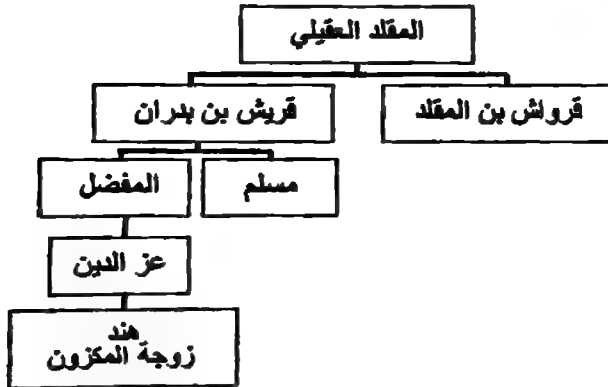 المقلد العقيلي
قرواش بن المقلد
قريش بن بدران
مسلم
المفضل
عز الدين
هند
زوجة المكزون